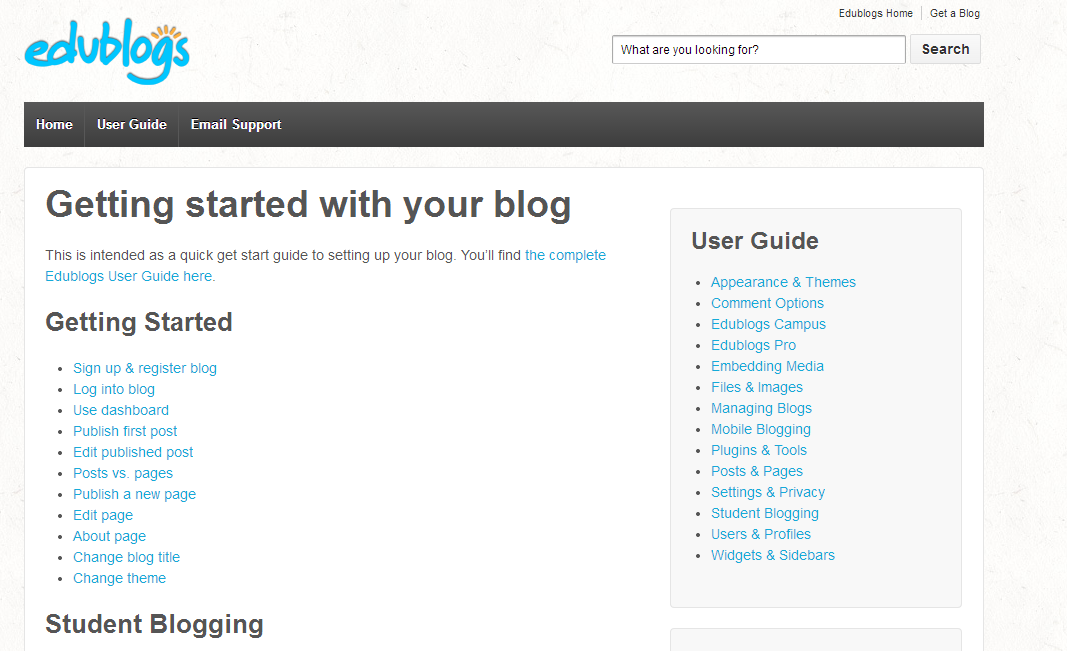 Edublogs Home
Get a Blog
edublogs
What are you looking for?
Search
Home
User Guide
Email Support
Getting started with your blog
This is intended as a quick get start guide to setting up your blog. You'll find the complete
Edublogs User Guide here.
Getting Started
Sign up & register blog
Log into blog
Use dashboard
Publish first post
Edit published post
Posts vs. pages
Publish a new page
Edit page
About page
Change blog title
Change theme
Student Blogging
User Guide
Appearance & Themes
Comment Options
Edublogs Campus
Edublogs Pro
Embedding Media
Files & Images
Managing Blogs
Mobile Blogging
Plugins & Tools
Posts & Pages
Settings & Privacy
Student Blogging
Users & Profiles
Widgets & Sidebars